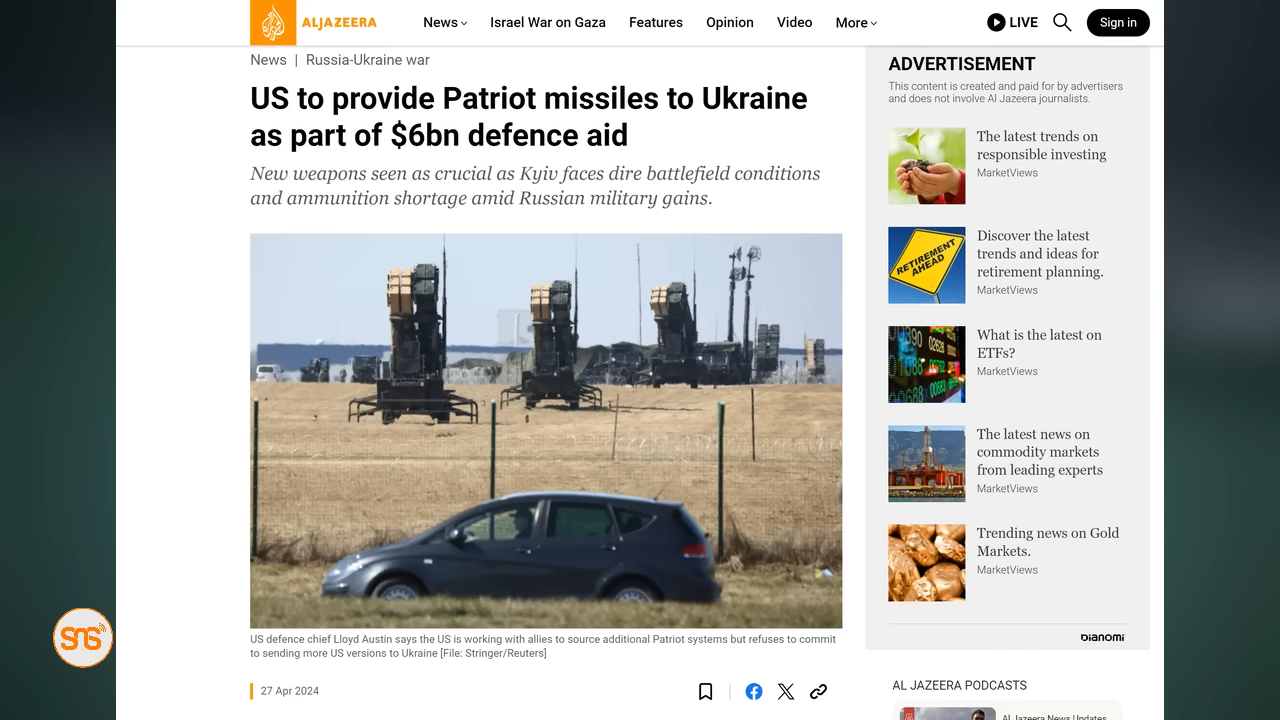 ALJAZEERA
News
Israel War on Gaza
Features
Opinion
Video
More
LIVE
Sign in
News | Russia-Ukraine war
US to provide Patriot missiles to Ukraine
as part of $6bn defence aid
New weapons seen as crucial as Kyiv faces dire battlefield conditions
and ammunition shortage amid Russian military gains.
US defence chief Lloyd Austin says the US is working with allies to source additional Patriot systems but refuses to commit
to sending more US versions to Ukraine [File: Stringer/Reuters]
27 Apr 2024
ADVERTISEMENT
This content is created and paid for by advertisers
and does not involve Al Jazeera journalists.
The latest trends on
responsible investing
MarketViews
RETIREMENT
AHEAD
Discover the latest
trends and ideas for
retirement planning.
MarketViews
What is the latest on
ETFs?
MarketViews
The latest news on
commodity markets
from leading experts
MarketViews
Trending news on Gold
Markets.
MarketViews
DIANOMI
AL JAZEERA PODCASTS
Al Jazeera News Updates
SNS